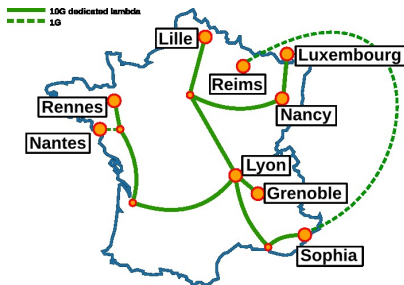 10G dedicated lambda
1G
Lille
Luxembourg
Reims
Rennes
Nancy
Nantes
Lyon
Grenoble
Sophia